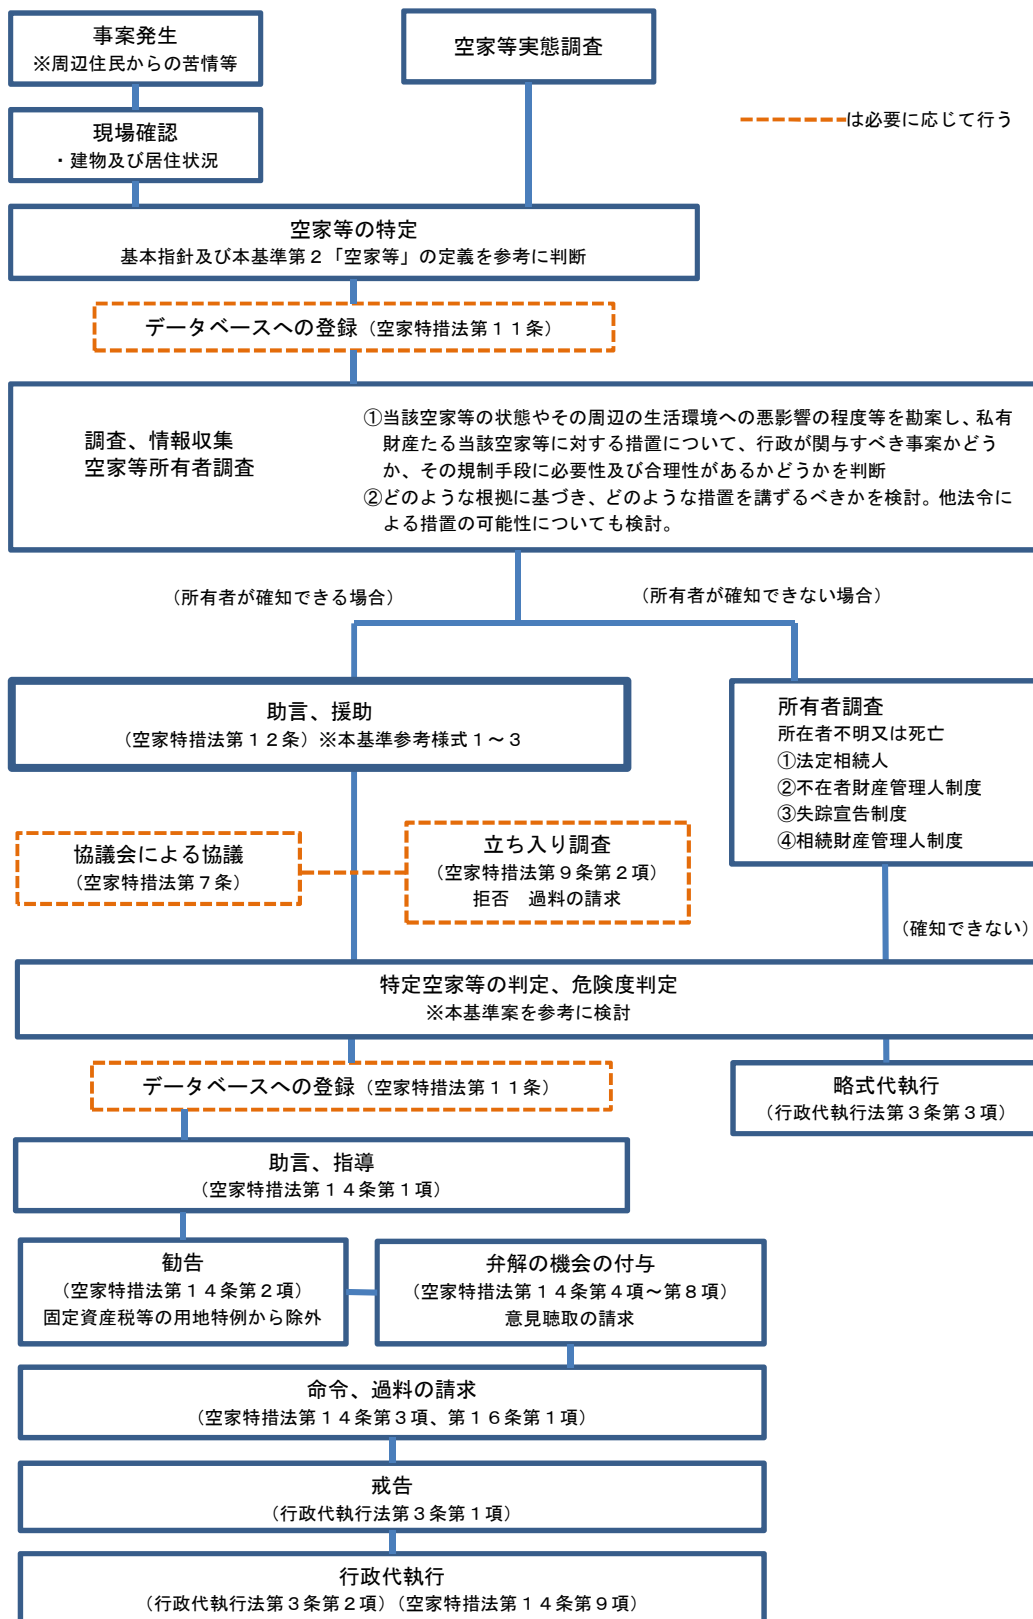 事案発生
※周辺住民からの苦情等
空家等実態調査
現場確認
・建物及び居住状況
は必要に応じて行う
空家等の特定
基本指針及び本基準第２「空家等」の定義を参考に判断
データベースへの登録（空家特措法第１１条）
調査、情報収集
空家等所有者調査
①当該空家等の状態やその周辺の生活環境への悪影響の程度等を勘案し、私有
財産たる当該空家等に対する措置について、行政が関与すべき事案かどう
か、その規制手段に必要性及び合理性があるかどうかを判断
②どのような根拠に基づき、どのような措置を講ずるべきかを検討。他法令に
よる措置の可能性についても検討。
（所有者が確知できる場合）
（所有者が確知できない場合）
助言、援助
（空家特措法第１２条）※本基準参考様式１～３
所有者調査
所在者不明又は死亡
①法定相続人
②不在者財産管理人制度
③失踪宣告制度
④相続財産管理人制度
協議会による協議
（空家特措法第７条）
立ち入り調査
（空家特措法第９条第２項）
拒否　過料の請求
（確知できない）
特定空家等の判定、危険度判定
※本基準案を参考に検討
データベースへの登録（空家特措法第１１条）
略式代執行
（行政代執行法第３条第３項）
助言、指導
（空家特措法第１４条第１項）
勧告
（空家特措法第１４条第２項）
固定資産税等の用地特例から除外
弁解の機会の付与
（空家特措法第１４条第４項～第８項）
意見聴取の請求
命令、過料の請求
（空家特措法第１４条第３項、第１６条第１項）
戒告
（行政代執行法第３条第１項）
行政代執行
（行政代執行法第３条第２項）（空家特措法第１４条第９項）